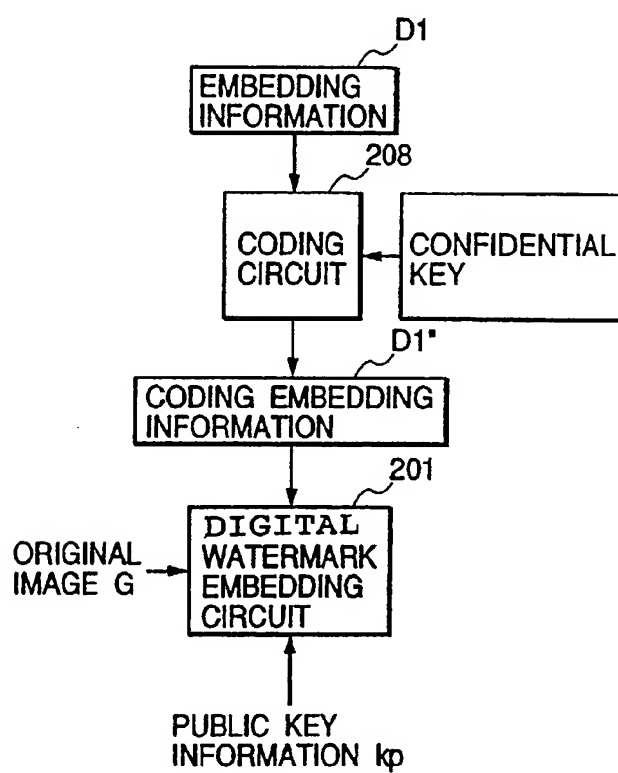 D1
EMBEDDING
INFORMATION
208
CODING
CIRCUIT
CONFIDENTIAL
KEY
D1"
CODING EMBEDDING
INFORMATION
201
DIGITAL
WATERMARK
EMBEDDING
CIRCUIT
ORIGINAL
IMAGE G
PUBLIC KEY
INFORMATION kp